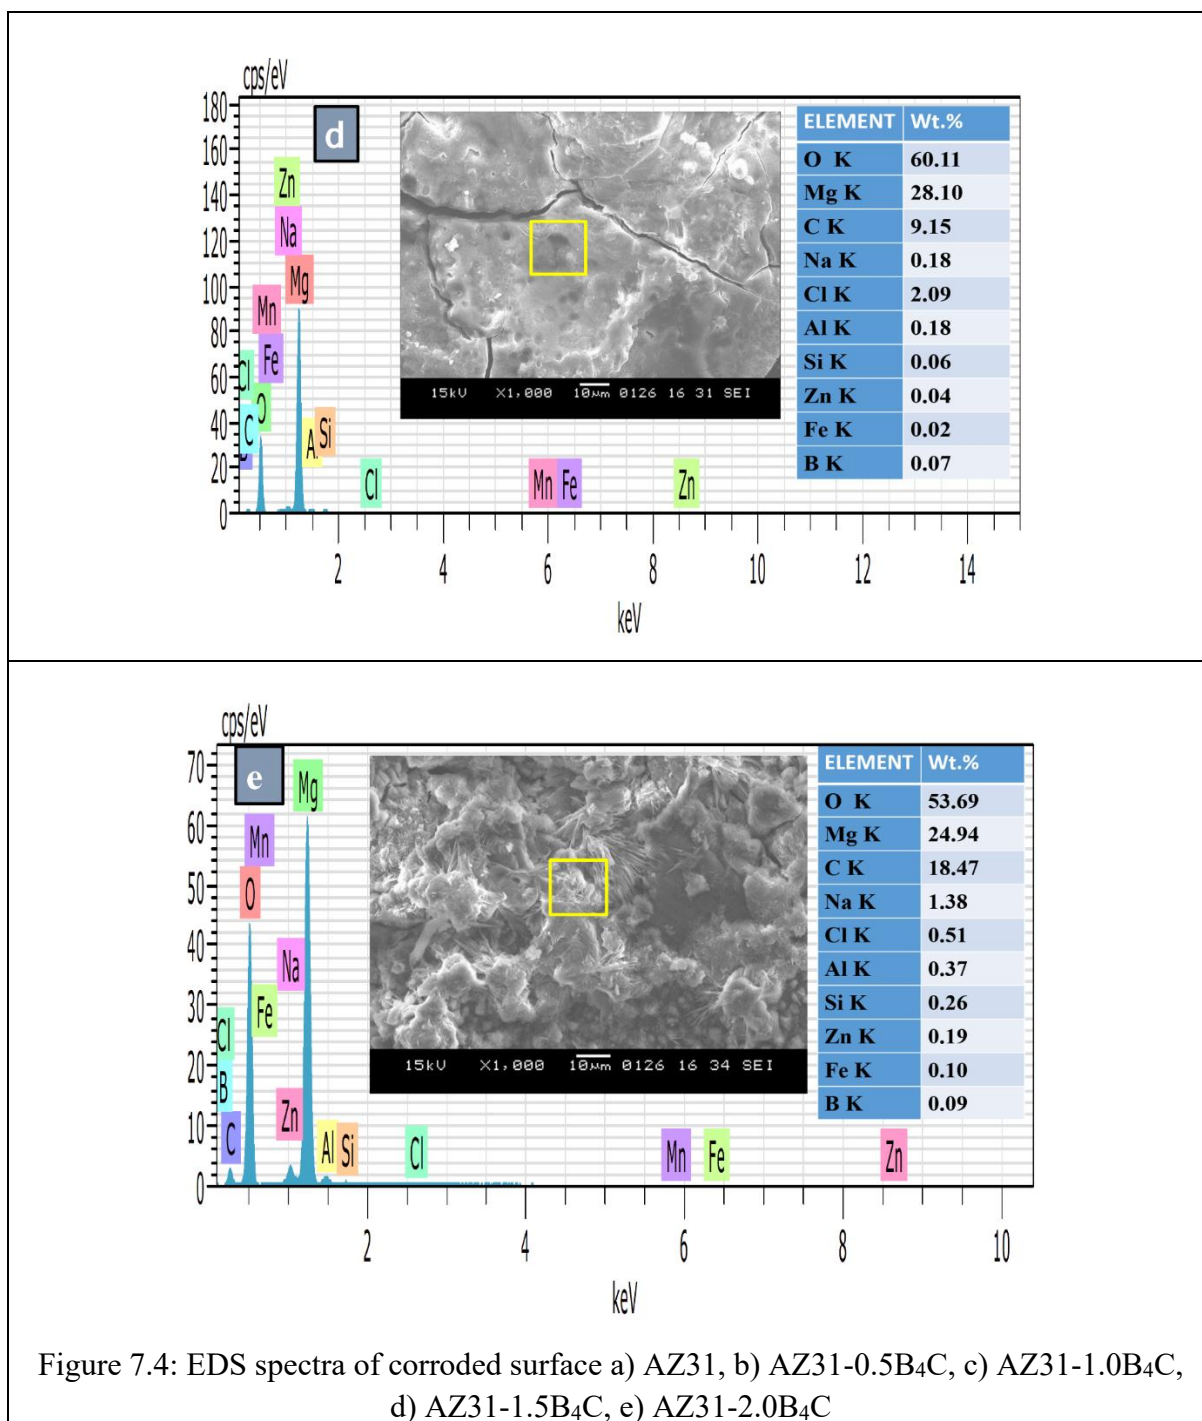 cps/eV
180
160
140
120
100
80
60
40
20
0
d
Zn
Na
Mg
Mn
Fe
Cl
O
C
A
Si
Cl
Mn Fe
Zn
15kV X1,000 10µm 0126 16 31 SEI
ELEMENT Wt.%
O K 60.11
Mg K 28.10
C K 9.15
Na K 0.18
Cl K 2.09
Al K 0.18
Si K 0.06
Zn K 0.04
Fe K 0.02
B K 0.07
2 4 6 8 10 12 14
keV
cps/eV
70
60
50
40
30
20
10
0
e
Mg
Mn
O
Na
Fe
Cl
B
C
Zn
Al
Si
Cl
Mn
Fe
Zn
15kV X1,000 10µm 0126 16 34 SEI
ELEMENT Wt.%
O K 53.69
Mg K 24.94
C K 18.47
Na K 1.38
Cl K 0.51
Al K 0.37
Si K 0.26
Zn K 0.19
Fe K 0.10
B K 0.09
2 4 6 8 10
keV
Figure 7.4: EDS spectra of corroded surface a) AZ31, b) AZ31-0.5B₄C, c) AZ31-1.0B₄C,
d) AZ31-1.5B₄C, e) AZ31-2.0B₄C